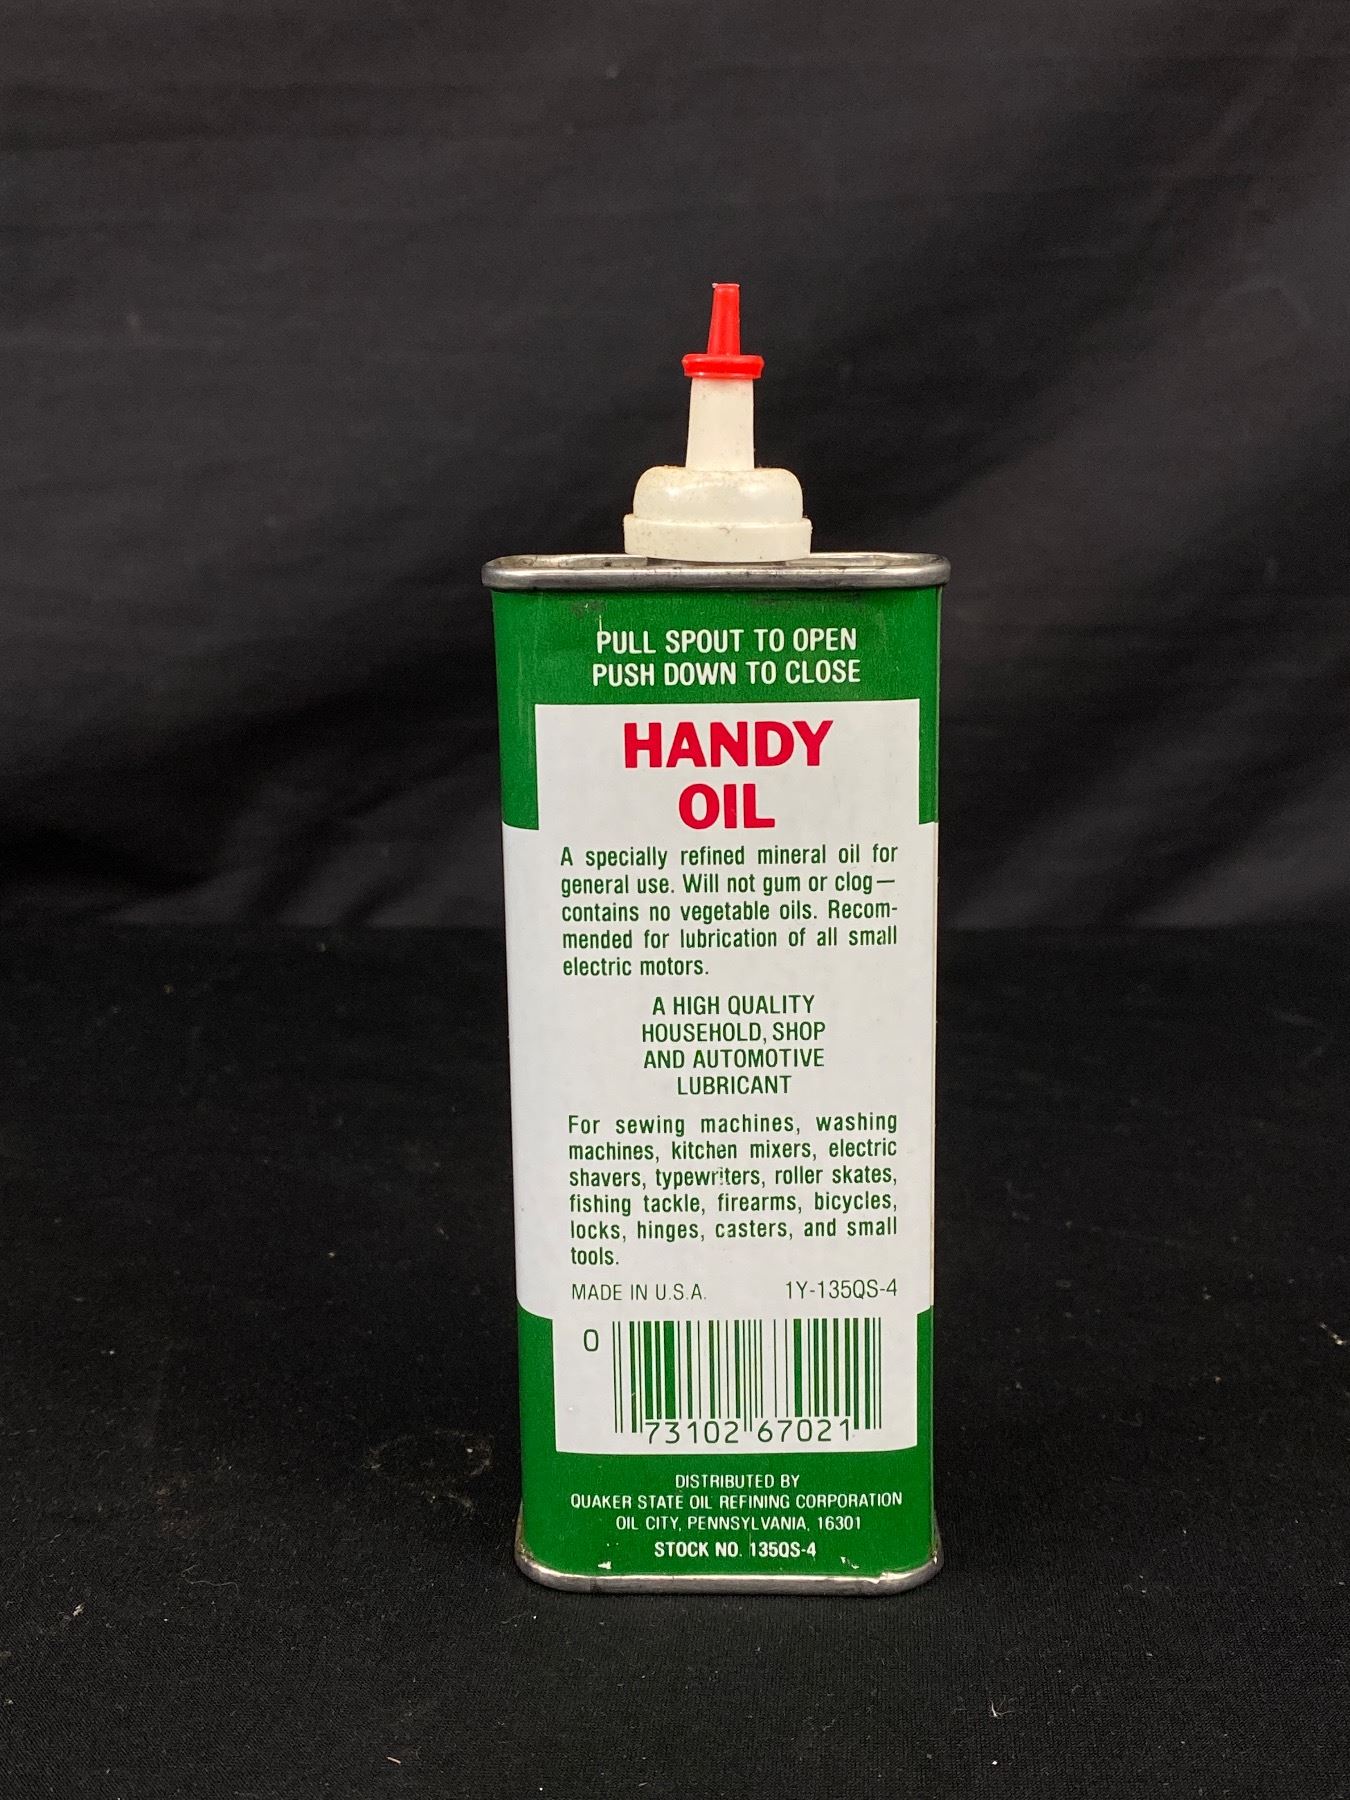 PULL SPOUT TO OPEN
PUSH DOWN TO CLOSE
HANDY
OIL
A specially refined mineral oil for
general use. Will not gum or clog—
contains no vegetable oils. Recom-
mended for lubrication of all small
electric motors.
A HIGH QUALITY
HOUSEHOLD, SHOP
AND AUTOMOTIVE
LUBRICANT
For sewing machines, washing
machines, kitchen mixers, electric
shavers, typewriters, roller skates,
fishing tackle, firearms, bicycles,
locks, hinges, casters, and small
tools.
MADE IN U.S.A. 1Y-135QS-4
0
73102 67021
DISTRIBUTED BY
QUAKER STATE OIL REFINING CORPORATION
OIL CITY, PENNSYLVANIA, 16301
STOCK NO. 135QS-4